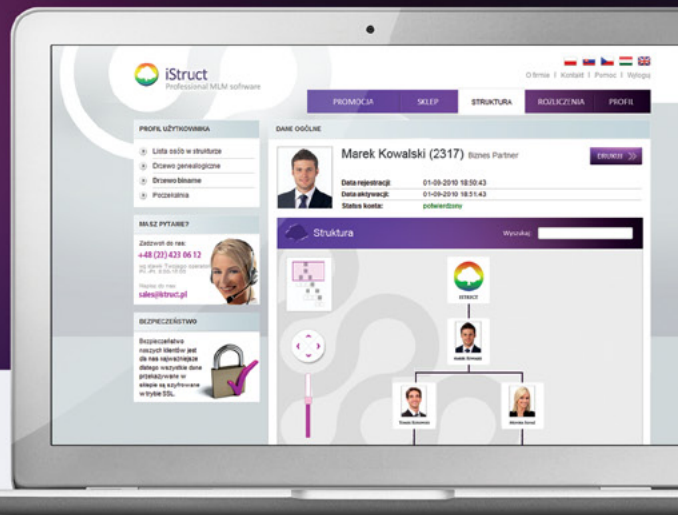 iStruct
Professional MLM software
O firmie | Kontakt | Pomoc | Wyloguj
PROMOCJA SKLEP STRUKTURA ROZLICZENIA PROFIL
PROFIL UŻYTKOWNIKA
Lista osób w strukturze
Drzewo genealogiczne
Drzewo binarne
Poczekalnia
MASZ PYTANIE?
Zadzwoń do nas:
+48 (22) 423 06 12
Napisz do nas:
sales@istruct.pl
BEZPIECZEŃSTWO
Bezpieczeństwo
naszych klientów jest
dla nas najważniejsze
dlatego wszystkie dane
przekazywane w
sklepie są szyfrowane
w trybie SSL.
DANE OGÓLNE
Marek Kowalski (2317) Biznes Partner
DRUKUJ
Data rejestracji: 01-09-2010 18:50:43
Data aktywacji: 01-09-2010 18:51:43
Status konta: potwierdzony
Struktura
Wyszukaj
ISTRUCT
Marek Kowalski